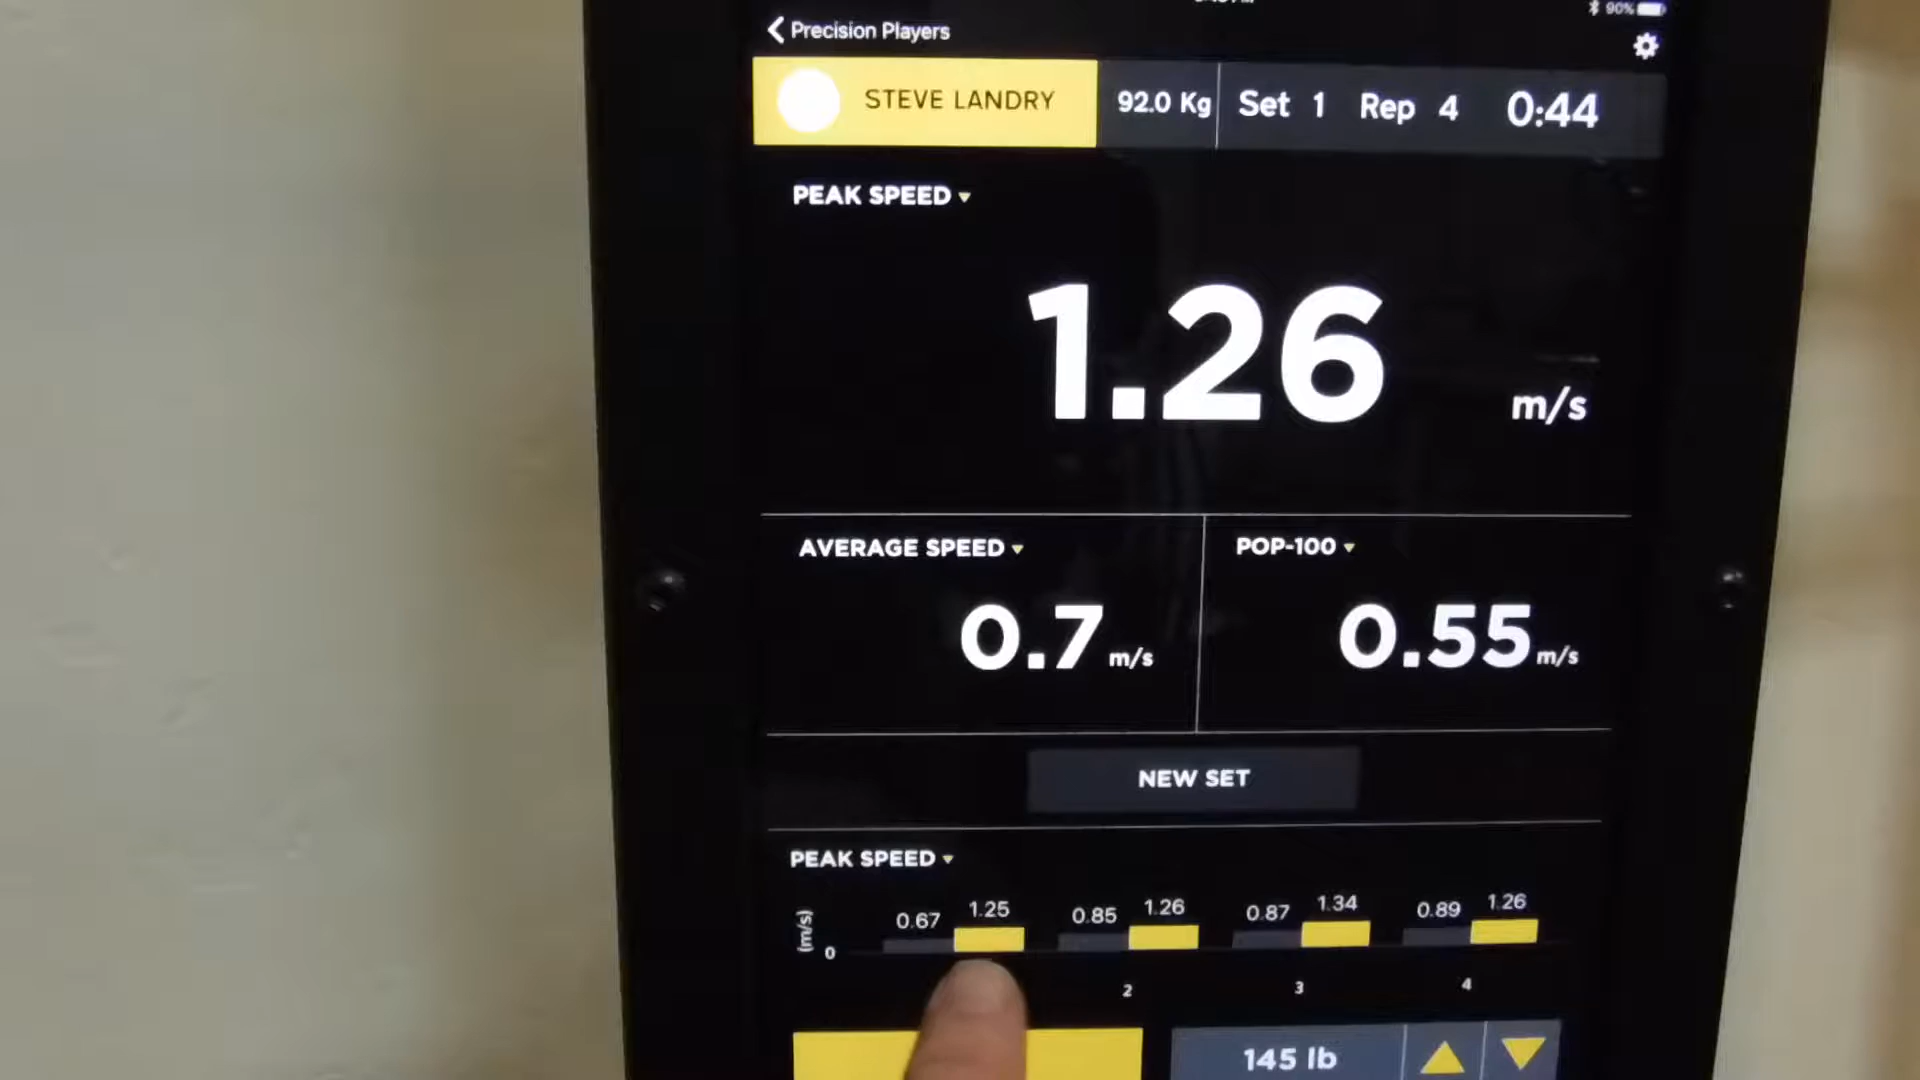 90%
Precision Players
STEVE LANDRY 92.0 Kg Set 1 Rep 4 0:44
PEAK SPEED
1.26 m/s
AVERAGE SPEED POP-100
0.7 m/s 0.55 m/s
NEW SET
PEAK SPEED
(m/s) 0.67 1.25 0.85 1.26 0.87 1.34 0.89 1.26
0
2 3 4
145 lb